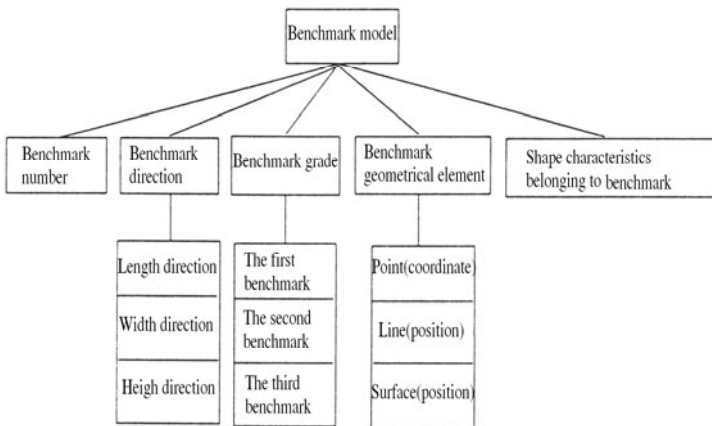 Benchmark model
Benchmark
number
Benchmark
direction
Benchmark grade
Benchmark
geometrical element
Shape characteristics
belonging to benchmark
Length direction
Width direction
Heigh direction
The first
benchmark
The second
benchmark
The third
benchmark
Point(coordinate)
Line(position)
Surface(position)